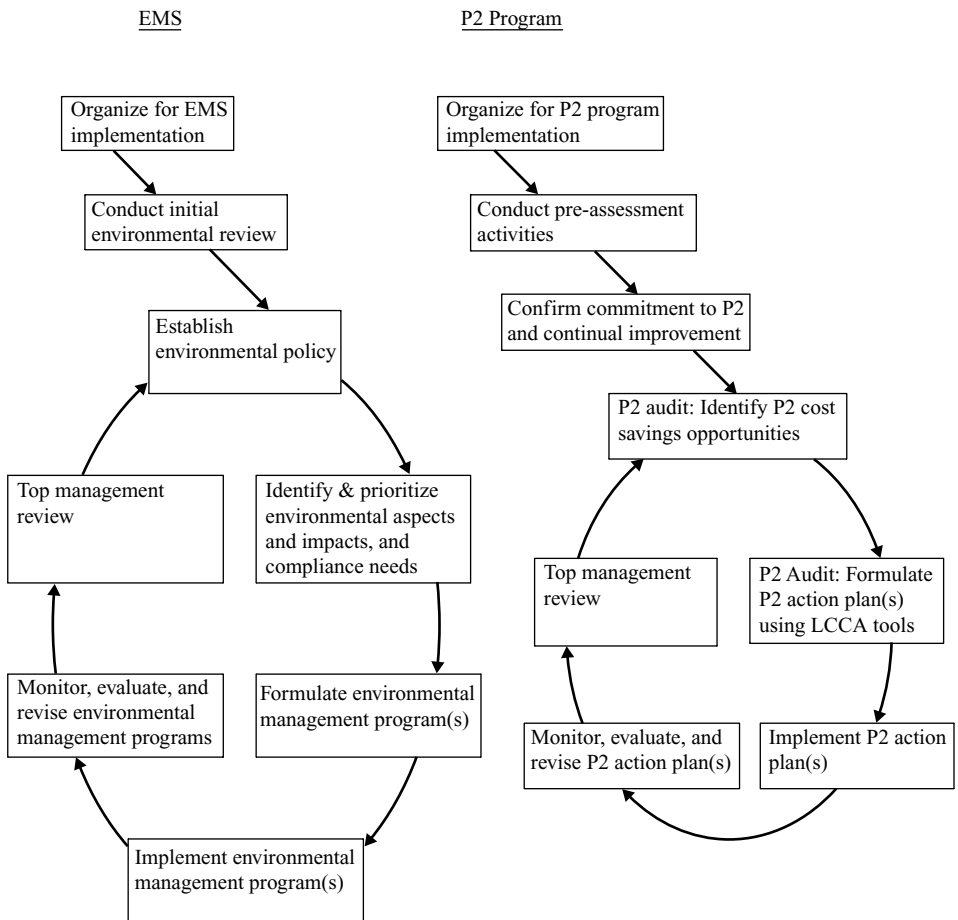 EMS
P2 Program
Organize for EMS
implementation
Conduct initial
environmental review
Establish
environmental policy
Identify & prioritize
environmental aspects
and impacts, and
compliance needs
Formulate environmental
management program(s)
Implement environmental
management program(s)
Monitor, evaluate, and
revise environmental
management programs
Top management
review
Organize for P2 program
implementation
Conduct pre-assessment
activities
Confirm commitment to P2
and continual improvement
P2 audit: Identify P2 cost
savings opportunities
P2 Audit: Formulate
P2 action plan(s)
using LCCA tools
Implement P2 action
plan(s)
Monitor, evaluate, and
revise P2 action plan(s)
Top management
review